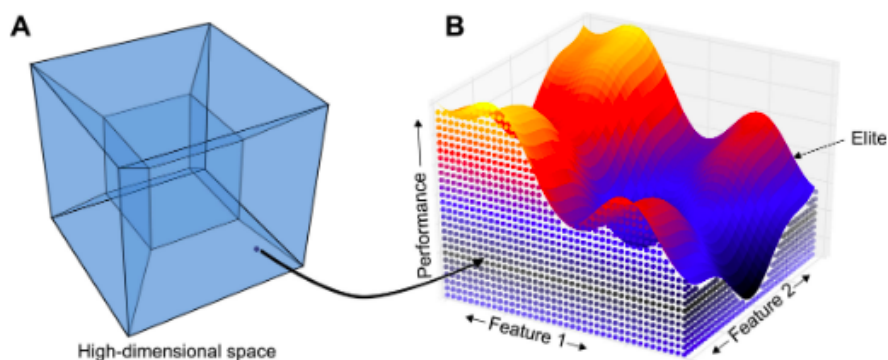 A
B
Elite
Performance
Feature 1
Feature 2
High-dimensional space